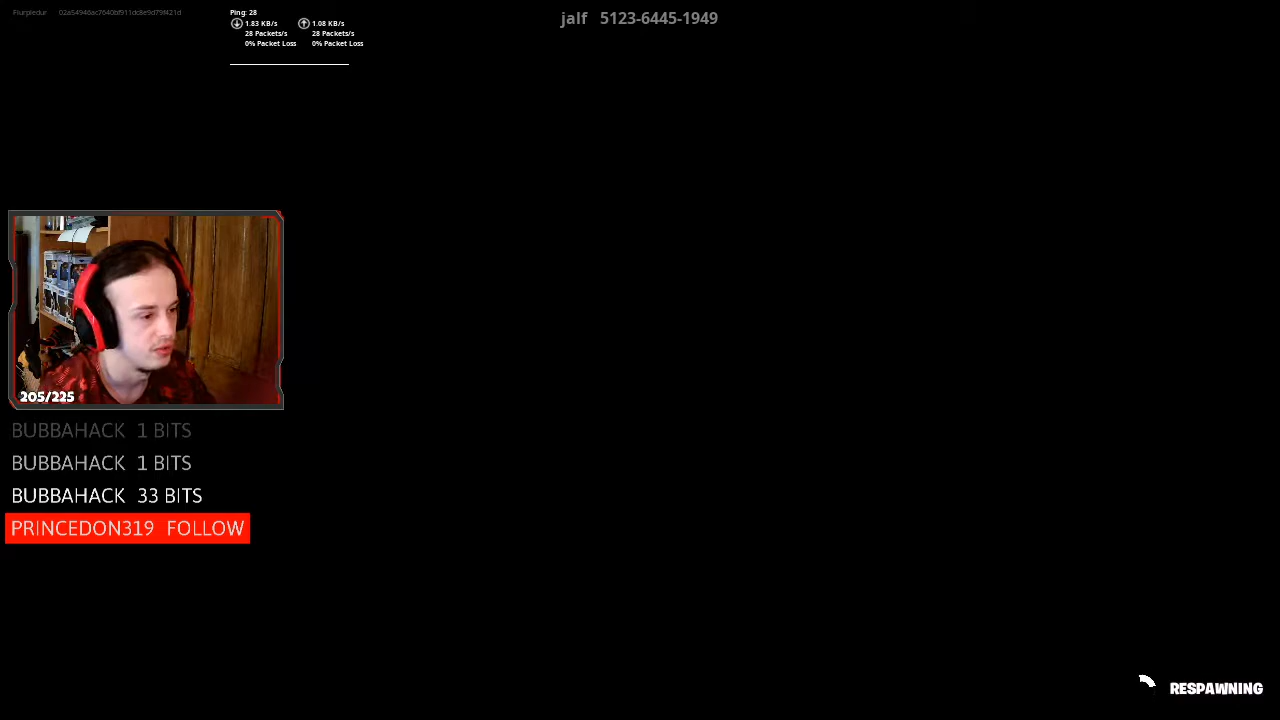 Flurpledur
Ping: 28
1.83 KB/s 1.08 KB/s
28 Packets/s 28 Packets/s
0% Packet Loss 0% Packet Loss
jalf 5123-6445-1949
205/225
BUBBAHACK 1 BITS
BUBBAHACK 1 BITS
BUBBAHACK 33 BITS
PRINCEDON319 FOLLOW
RESPAWNING